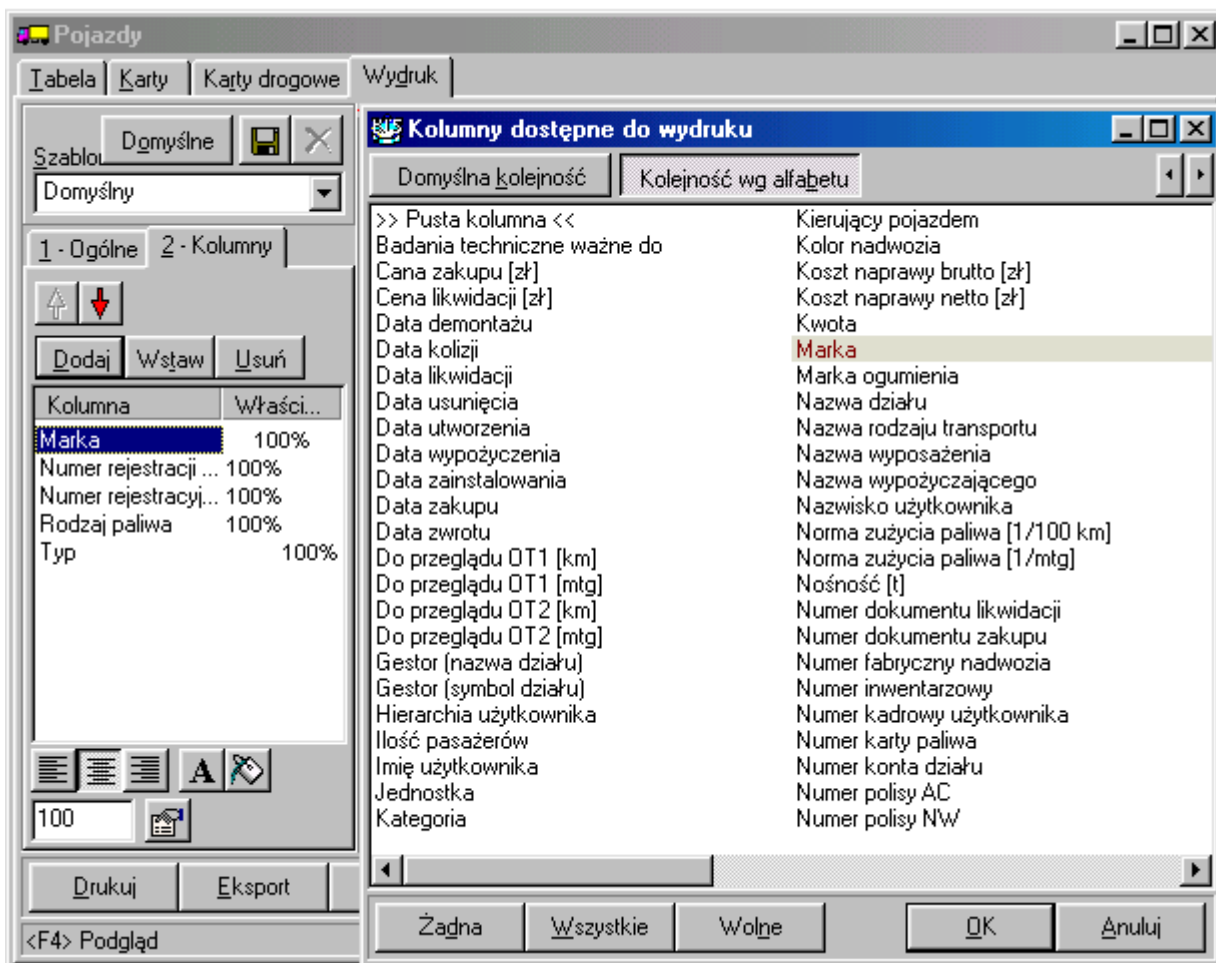 Pojazdy
Tabela
Karty
Karty drogowe
Wydruk
Domyślne
Szablo
Domyślny
1 - Ogólne
2 - Kolumny
Dodaj
Wstaw
Usuń
Kolumna Właści...
Marka 100%
Numer rejestracji ... 100%
Numer rejestracyj... 100%
Rodzaj paliwa 100%
Typ 100%
A
100
Drukuj
Eksport
<F4> Podgląd
Kolumny dostępne do wydruku
Domyślna kolejność
Kolejność wg alfabetu
>> Pusta kolumna <<
Badania techniczne ważne do
Cana zakupu [zł]
Cena likwidacji [zł]
Data demontażu
Data kolizji
Data likwidacji
Data usunięcia
Data utworzenia
Data wypożyczenia
Data zainstalowania
Data zakupu
Data zwrotu
Do przeglądu OT1 [km]
Do przeglądu OT1 [mtg]
Do przeglądu OT2 [km]
Do przeglądu OT2 [mtg]
Gestor (nazwa działu)
Gestor (symbol działu)
Hierarchia użytkownika
Ilość pasażerów
Imię użytkownika
Jednostka
Kategoria
Kierujący pojazdem
Kolor nadwozia
Koszt naprawy brutto [zł]
Koszt naprawy netto [zł]
Kwota
Marka
Marka ogumienia
Nazwa działu
Nazwa rodzaju transportu
Nazwa wyposażenia
Nazwa wypożyczającego
Nazwisko użytkownika
Norma zużycia paliwa [1/100 km]
Norma zużycia paliwa [1/mtg]
Nośność [t]
Numer dokumentu likwidacji
Numer dokumentu zakupu
Numer fabryczny nadwozia
Numer inwentarzowy
Numer kadrowy użytkownika
Numer karty paliwa
Numer konta działu
Numer polisy AC
Numer polisy NW
Żadna
Wszystkie
Wolne
OK
Anuluj